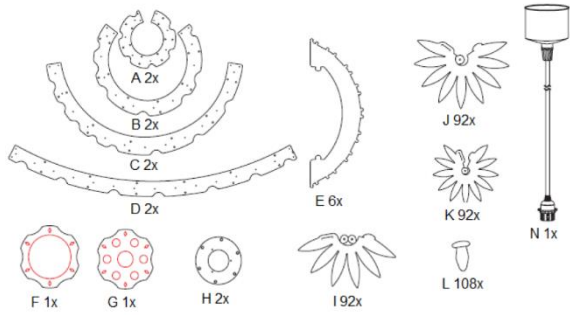 A 2x
B 2x
C 2x
D 2x
E 6x
J 92x
K 92x
N 1x
F 1x
G 1x
H 2x
I 92x
L 108x